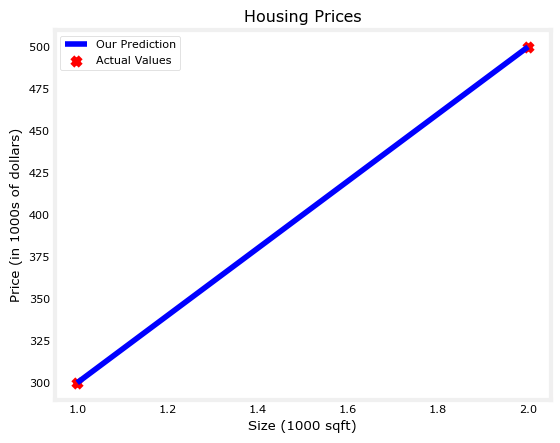 Housing Prices
Our Prediction
Actual Values
500
475
450
425
400
375
350
325
300
Price (in 1000s of dollars)
1.0 1.2 1.4 1.6 1.8 2.0
Size (1000 sqft)